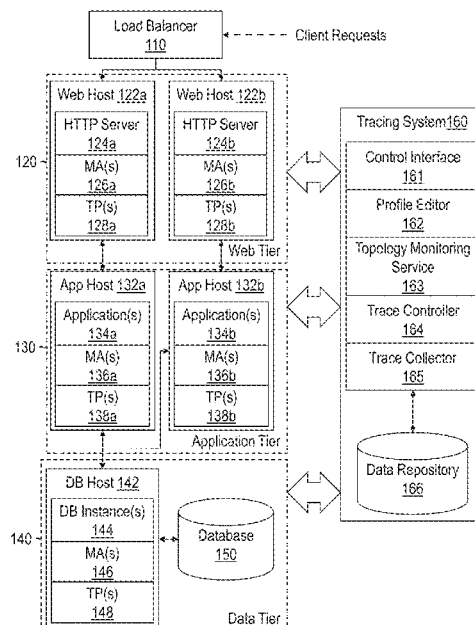 Load Balancer
110
Client Requests
Web Host 122a
HTTP Server
124a
MA(s)
126a
TP(s)
128a
Web Host 122b
HTTP Server
124b
MA(s)
126b
TP(s)
128b
120
Web Tier
App Host 132a
Application(s)
134a
MA(s)
136a
TP(s)
138a
App Host 132b
Application(s)
134b
MA(s)
136b
TP(s)
138b
130
Application Tier
DB Host 142
DB Instance(s)
144
MA(s)
146
TP(s)
148
Database
150
140
Data Tier
Tracing System160
Control Interface
161
Profile Editor
162
Topology Monitoring
Service
163
Trace Controller
164
Trace Collector
165
Data Repository
166